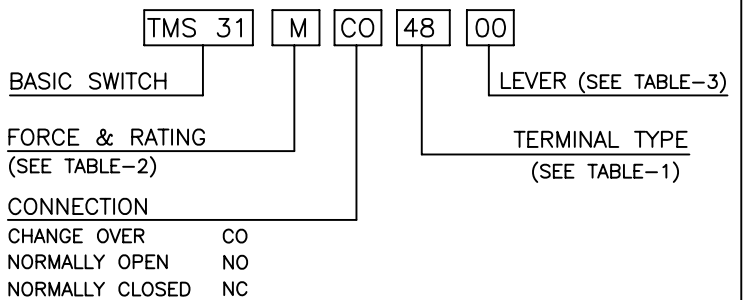 TMS 31 M CO 48 00
BASIC SWITCH
LEVER (SEE TABLE-3)
FORCE & RATING
(SEE TABLE-2)
TERMINAL TYPE
(SEE TABLE-1)
CONNECTION
CHANGE OVER CO
NORMALLY OPEN NO
NORMALLY CLOSED NC